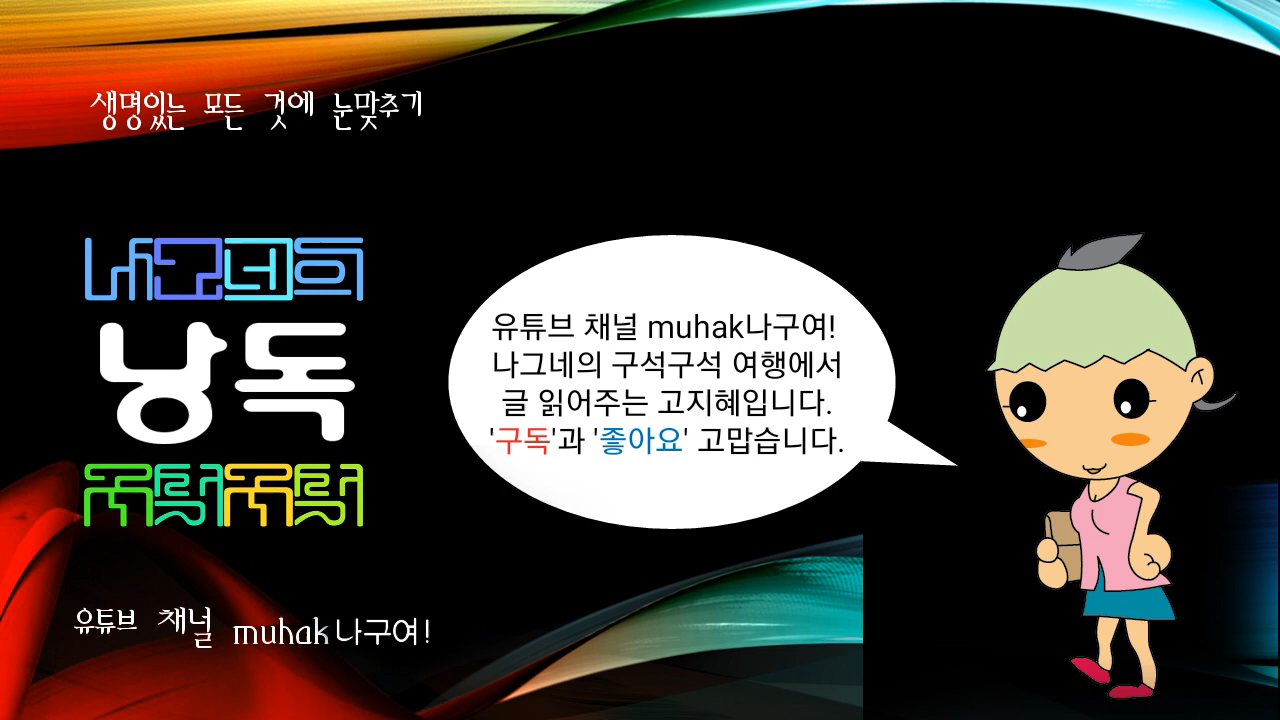 생명있는 모든 것에 눈맞추기
나그네의
낭독
구석구석
유튜브 채널 muhak나구여!
나그네의 구석구석 여행에서
글 읽어주는 고지혜입니다.
'구독'과 '좋아요' 고맙습니다.
유튜브 채널 muhak나구여!